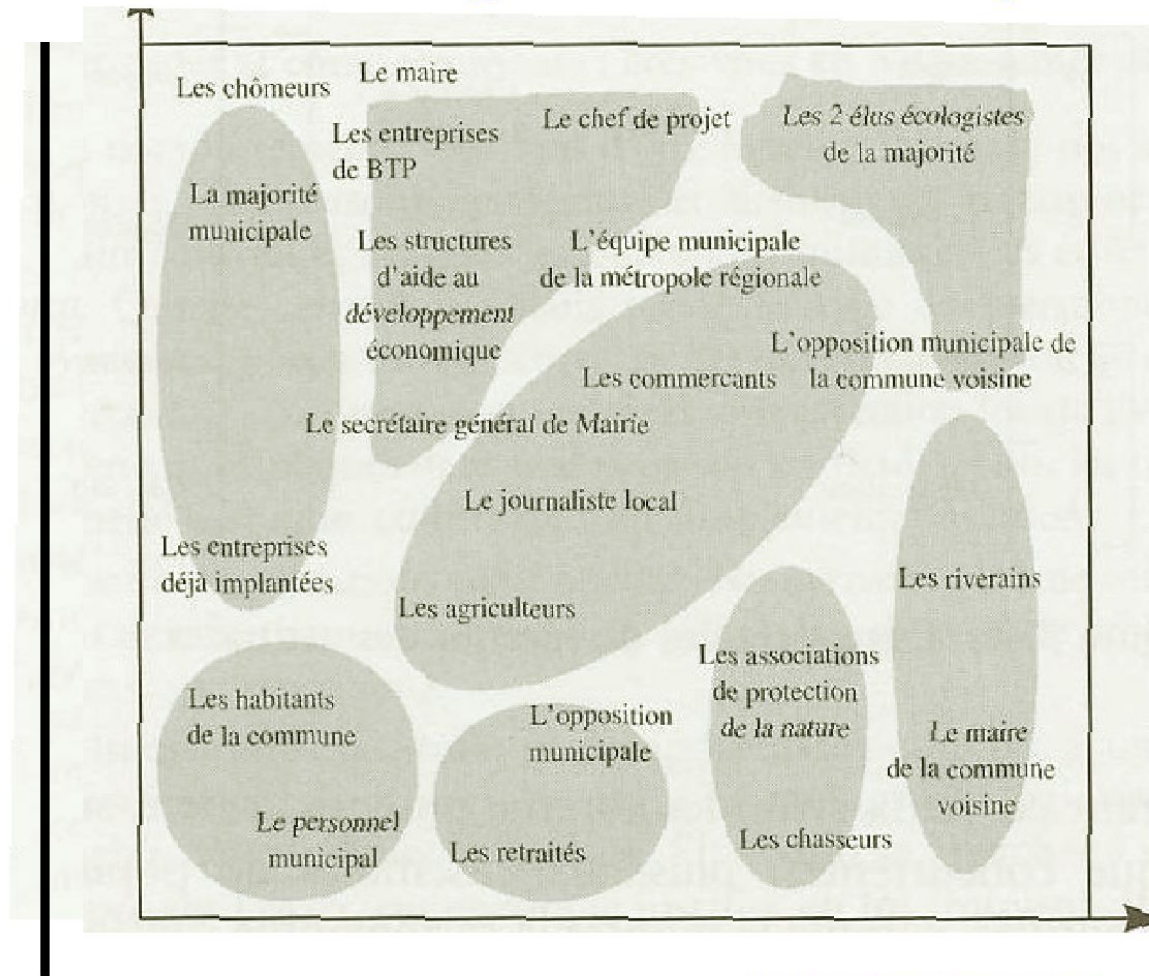 Les chômeurs
Le maire
Les entreprises
de BTP
Le chef de projet
Les 2 élus écologistes
de la majorité
La majorité
municipale
Les structures
d'aide au
développement
économique
L'équipe municipale
de la métropole régionale
L'opposition municipale de
la commune voisine
Les commercants
Le secrétaire général de Mairie
Le journaliste local
Les entreprises
déjà implantées
Les agriculteurs
Les riverains
Les associations
de protection
de la nature
Les habitants
de la commune
L'opposition
municipale
Le maire
de la commune
voisine
Le personnel
municipal
Les retraités
Les chasseurs